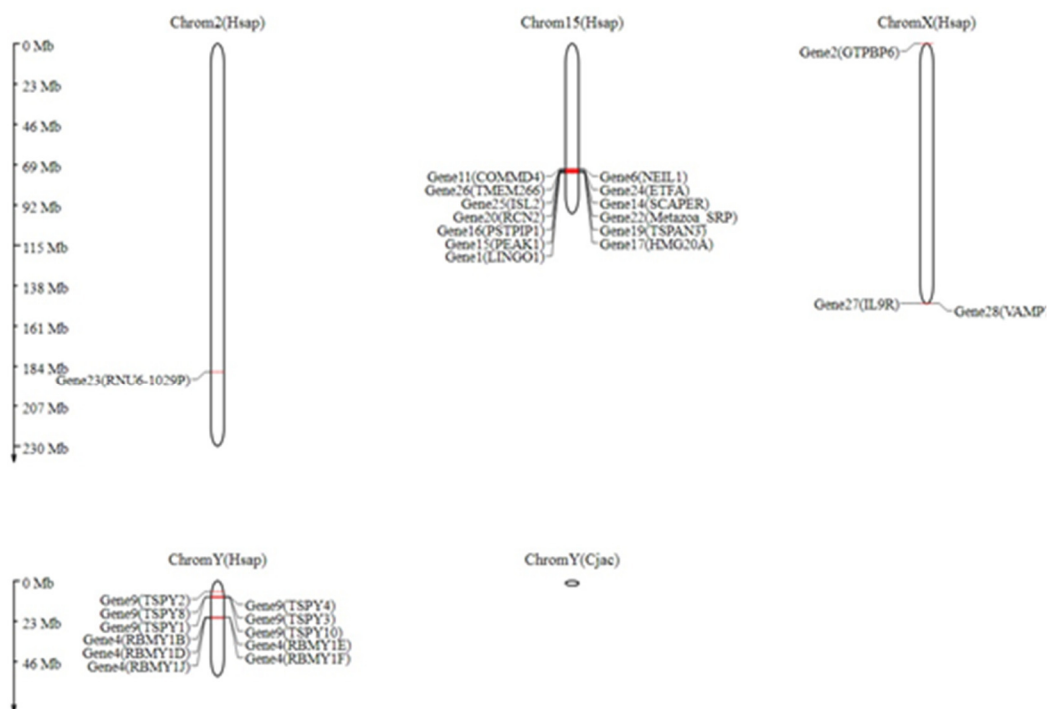 Chrom2(Hsap)
Chrom15(Hsap)
ChromX(Hsap)
0 Mb
23 Mb
46 Mb
69 Mb
92 Mb
115 Mb
138 Mb
161 Mb
184 Mb
207 Mb
230 Mb
Gene23(RNU6-1029P)
Gene11(COMMD4)
Gene26(TMEM266)
Gene25(ISL2)
Gene20(RCN2)
Gene16(PSTPIP1)
Gene15(PEAK1)
Gene1(LINGO1)
Gene6(NEIL1)
Gene24(ETFA)
Gene14(SCAPER)
Gene22(Metazoa_SRP)
Gene19(TSPAN3)
Gene17(HMG20A)
Gene2(GTPBP6)
Gene27(IL9R)
Gene28(VAMP
ChromY(Hsap)
ChromY(Cjac)
0 Mb
23 Mb
46 Mb
Gene9(TSPY2)
Gene9(TSPY8)
Gene9(TSPY1)
Gene4(RBMY1B)
Gene4(RBMY1D)
Gene4(RBMY1J)
Gene9(TSPY4)
Gene9(TSPY3)
Gene9(TSPY10)
Gene4(RBMY1E)
Gene4(RBMY1F)